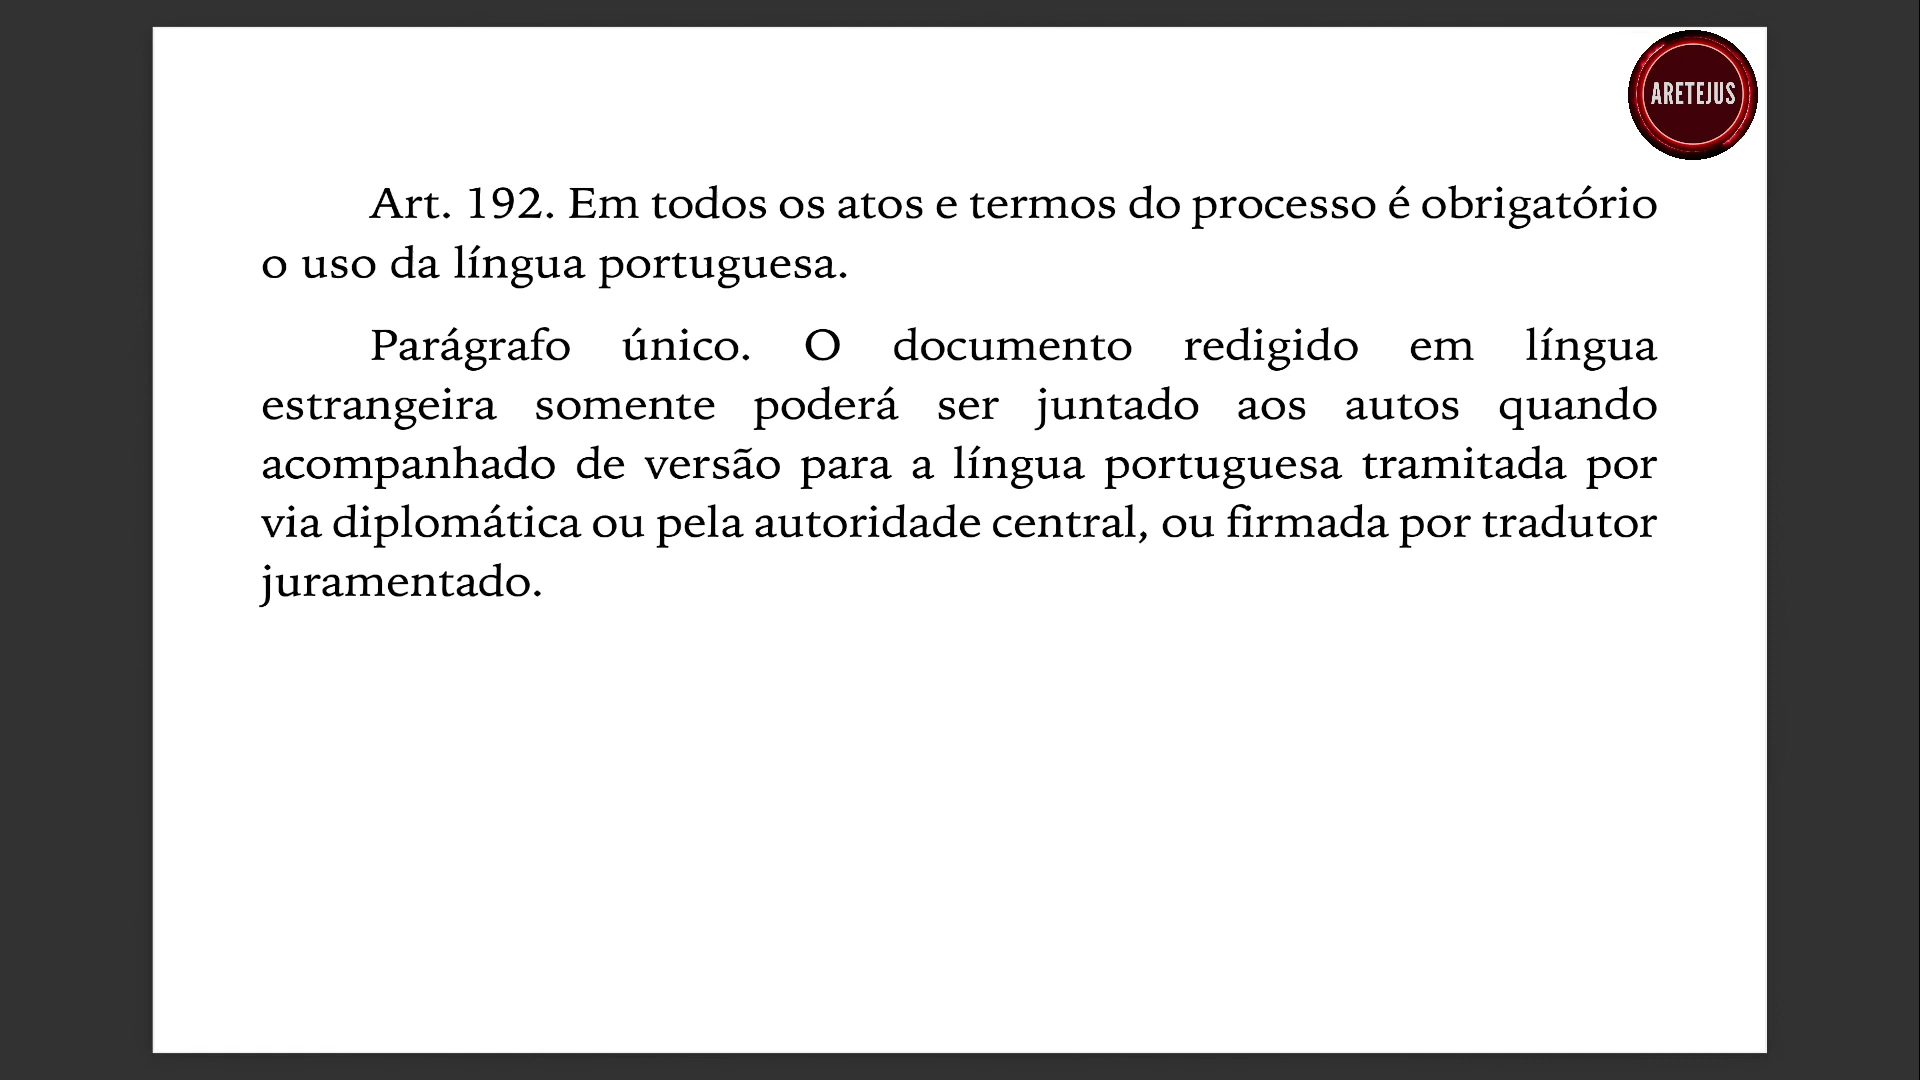 ARETEJUS
Art. 192. Em todos os atos e termos do processo é obrigatório
o uso da língua portuguesa.
Parágrafo único. O documento redigido em língua
estrangeira somente poderá ser juntado aos autos quando
acompanhado de versão para a língua portuguesa tramitada por
via diplomática ou pela autoridade central, ou firmada por tradutor
juramentado.